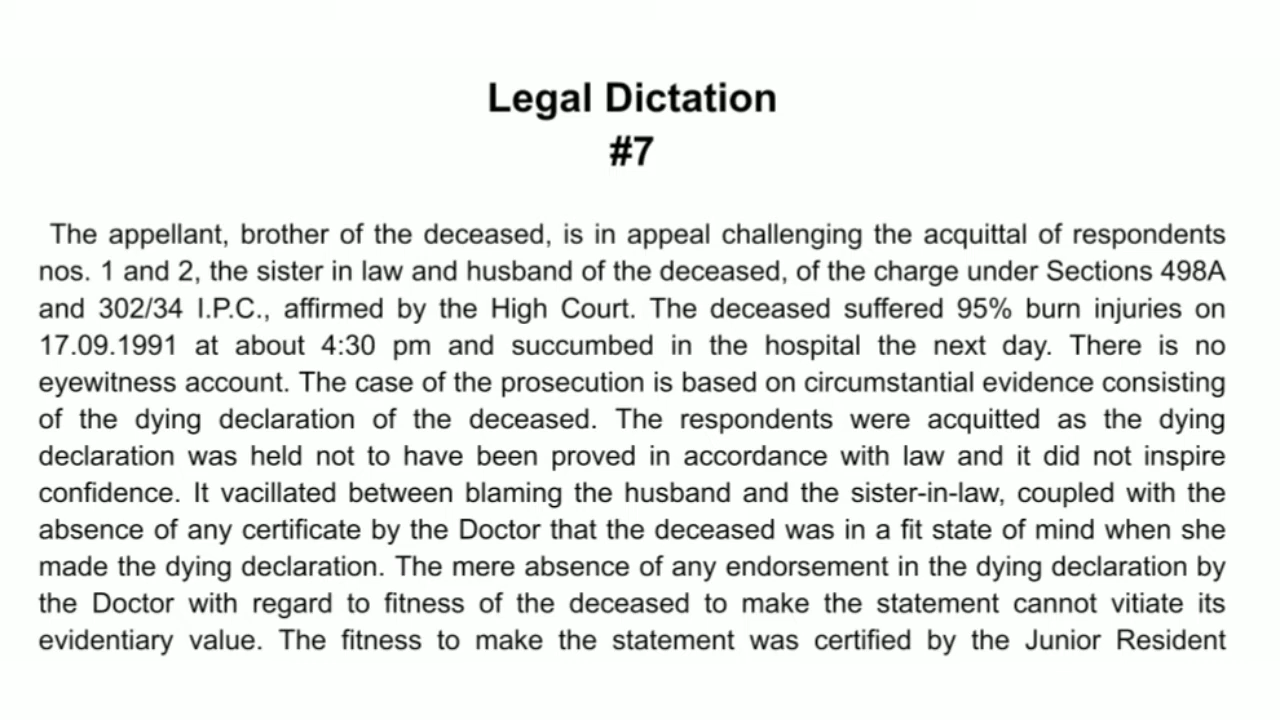 Legal Dictation
#7
The appellant, brother of the deceased, is in appeal challenging the acquittal of respondents
nos. 1 and 2, the sister in law and husband of the deceased, of the charge under Sections 498A
and 302/34 I.P.C., affirmed by the High Court. The deceased suffered 95% burn injuries on
17.09.1991 at about 4:30 pm and succumbed in the hospital the next day. There is no
eyewitness account. The case of the prosecution is based on circumstantial evidence consisting
of the dying declaration of the deceased. The respondents were acquitted as the dying
declaration was held not to have been proved in accordance with law and it did not inspire
confidence. It vacillated between blaming the husband and the sister-in-law, coupled with the
absence of any certificate by the Doctor that the deceased was in a fit state of mind when she
made the dying declaration. The mere absence of any endorsement in the dying declaration by
the Doctor with regard to fitness of the deceased to make the statement cannot vitiate its
evidentiary value. The fitness to make the statement was certified by the Junior Resident